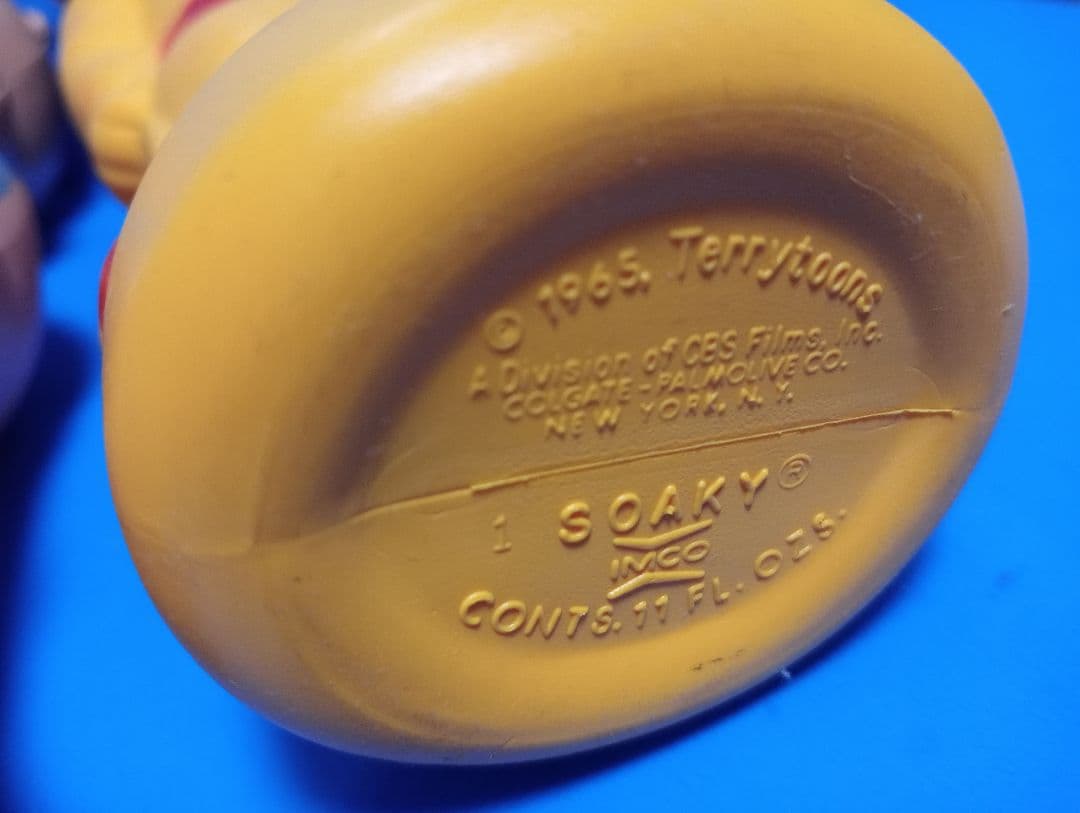 © 1965. Terrytoons
A Division of CBS Films, Inc.
COLGATE-PALMOLIVE CO.
NEW YORK, N.Y.
1 SOAKY®
IMCO
CONTS. 11 FL. OZS.